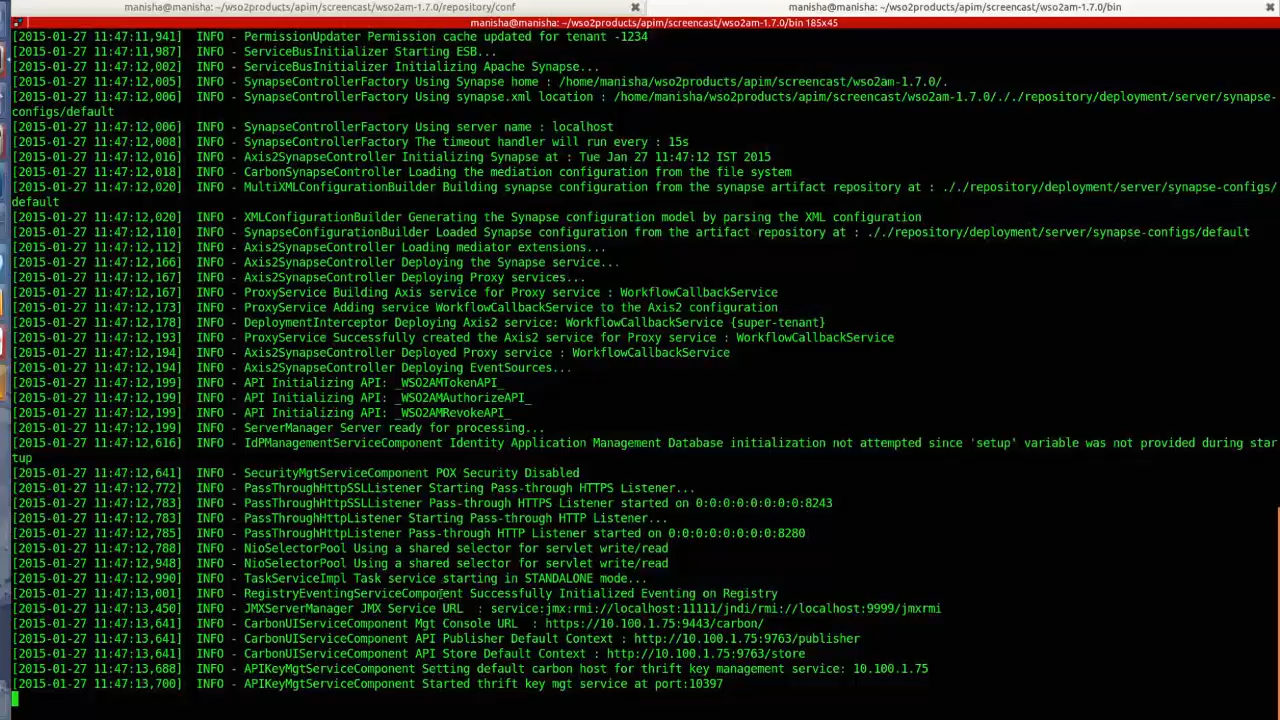 manisha@manisha: ~/wso2products/apim/screencast/wso2am-1.7.0/repository/conf
manisha@manisha: ~/wso2products/apim/screencast/wso2am-1.7.0/bin
manisha@manisha: ~/wso2products/apim/screencast/wso2am-1.7.0/bin 185x45
[2015-01-27 11:47:11,941]  INFO - PermissionUpdater Permission cache updated for tenant -1234
[2015-01-27 11:47:11,987]  INFO - ServiceBusInitializer Starting ESB...
[2015-01-27 11:47:12,002]  INFO - ServiceBusInitializer Initializing Apache Synapse...
[2015-01-27 11:47:12,005]  INFO - SynapseControllerFactory Using Synapse home : /home/manisha/wso2products/apim/screencast/wso2am-1.7.0/.
[2015-01-27 11:47:12,006]  INFO - SynapseControllerFactory Using synapse.xml location : /home/manisha/wso2products/apim/screencast/wso2am-1.7.0/././repository/deployment/server/synapse-
configs/default
[2015-01-27 11:47:12,006]  INFO - SynapseControllerFactory Using server name : localhost
[2015-01-27 11:47:12,008]  INFO - SynapseControllerFactory The timeout handler will run every : 15s
[2015-01-27 11:47:12,016]  INFO - Axis2SynapseController Initializing Synapse at : Tue Jan 27 11:47:12 IST 2015
[2015-01-27 11:47:12,018]  INFO - CarbonSynapseController Loading the mediation configuration from the file system
[2015-01-27 11:47:12,020]  INFO - MultiXMLConfigurationBuilder Building synapse configuration from the synapse artifact repository at : ././repository/deployment/server/synapse-configs/
default
[2015-01-27 11:47:12,020]  INFO - XMLConfigurationBuilder Generating the Synapse configuration model by parsing the XML configuration
[2015-01-27 11:47:12,110]  INFO - SynapseConfigurationBuilder Loaded Synapse configuration from the artifact repository at : ././repository/deployment/server/synapse-configs/default
[2015-01-27 11:47:12,112]  INFO - Axis2SynapseController Loading mediator extensions...
[2015-01-27 11:47:12,166]  INFO - Axis2SynapseController Deploying the Synapse service...
[2015-01-27 11:47:12,167]  INFO - Axis2SynapseController Deploying Proxy services...
[2015-01-27 11:47:12,167]  INFO - ProxyService Building Axis service for Proxy service : WorkflowCallbackService
[2015-01-27 11:47:12,173]  INFO - ProxyService Adding service WorkflowCallbackService to the Axis2 configuration
[2015-01-27 11:47:12,178]  INFO - DeploymentInterceptor Deploying Axis2 service: WorkflowCallbackService {super-tenant}
[2015-01-27 11:47:12,193]  INFO - ProxyService Successfully created the Axis2 service for Proxy service : WorkflowCallbackService
[2015-01-27 11:47:12,194]  INFO - Axis2SynapseController Deployed Proxy service : WorkflowCallbackService
[2015-01-27 11:47:12,194]  INFO - Axis2SynapseController Deploying EventSources...
[2015-01-27 11:47:12,199]  INFO - API Initializing API: _WSO2AMTokenAPI_
[2015-01-27 11:47:12,199]  INFO - API Initializing API: _WSO2AMAuthorizeAPI_
[2015-01-27 11:47:12,199]  INFO - API Initializing API: _WSO2AMRevokeAPI_
[2015-01-27 11:47:12,199]  INFO - ServerManager Server ready for processing...
[2015-01-27 11:47:12,616]  INFO - IdPManagementServiceComponent Identity Application Management Database initialization not attempted since 'setup' variable was not provided during star
tup
[2015-01-27 11:47:12,641]  INFO - SecurityMgtServiceComponent POX Security Disabled
[2015-01-27 11:47:12,772]  INFO - PassThroughHttpSSLListener Starting Pass-through HTTPS Listener...
[2015-01-27 11:47:12,783]  INFO - PassThroughHttpSSLListener Pass-through HTTPS Listener started on 0:0:0:0:0:0:0:0:8243
[2015-01-27 11:47:12,783]  INFO - PassThroughHttpListener Starting Pass-through HTTP Listener...
[2015-01-27 11:47:12,785]  INFO - PassThroughHttpListener Pass-through HTTP Listener started on 0:0:0:0:0:0:0:0:8280
[2015-01-27 11:47:12,788]  INFO - NioSelectorPool Using a shared selector for servlet write/read
[2015-01-27 11:47:12,948]  INFO - NioSelectorPool Using a shared selector for servlet write/read
[2015-01-27 11:47:12,990]  INFO - TaskServiceImpl Task service starting in STANDALONE mode...
[2015-01-27 11:47:13,001]  INFO - RegistryEventingServiceComponent Successfully Initialized Eventing on Registry
[2015-01-27 11:47:13,450]  INFO - JMXServerManager JMX Service URL  : service:jmx:rmi://localhost:11111/jndi/rmi://localhost:9999/jmxrmi
[2015-01-27 11:47:13,641]  INFO - CarbonUIServiceComponent Mgt Console URL  : https://10.100.1.75:9443/carbon/
[2015-01-27 11:47:13,641]  INFO - CarbonUIServiceComponent API Publisher Default Context : http://10.100.1.75:9763/publisher
[2015-01-27 11:47:13,641]  INFO - CarbonUIServiceComponent API Store Default Context : http://10.100.1.75:9763/store
[2015-01-27 11:47:13,688]  INFO - APIKeyMgtServiceComponent Setting default carbon host for thrift key management service: 10.100.1.75
[2015-01-27 11:47:13,700]  INFO - APIKeyMgtServiceComponent Started thrift key mgt service at port:10397